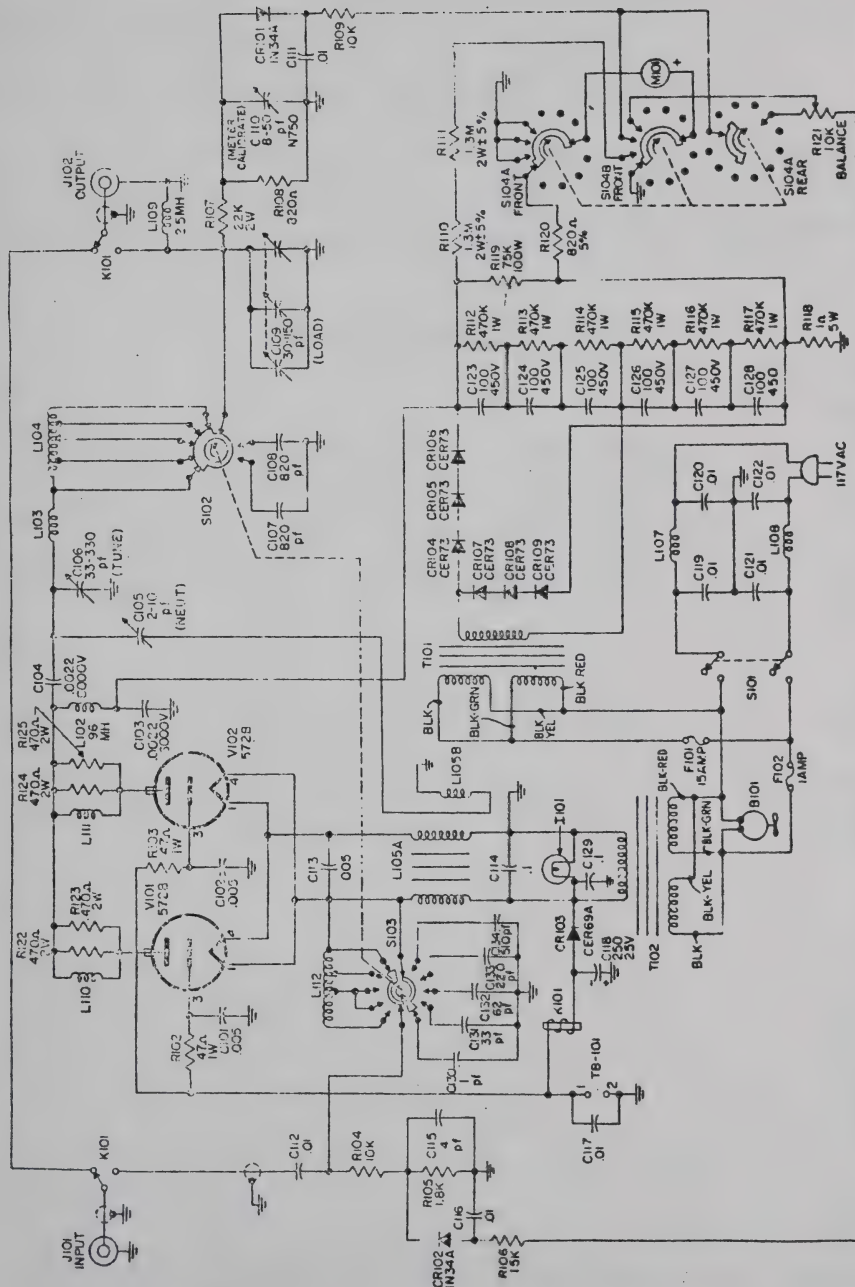 J102
OUTPUT
K101
L109
2.5MH
R107
22K
2W
(METER
CALIBRATE)
C110
8-50
pf
N750
R108
820Ω
CR101
1N34A
C111
.01
R109
10K
C109
30-1150
pf
(LOAD)
L104
L103
C106
33-330
pf
(TUNE)
C105
2-10
pf
(NEUT)
S102
C108
820
pf
C107
820
pf
R111
1.3M
2W±5%
R110
1.3M
2W±5%
R119
75K
100W
R120
820Ω
5%
M101
+
S104A
FRONT
S104B
FRONT
S104A
REAR
R121
10K
BALANCE
R112
470K
1W
R113
470K
1W
R114
470K
1W
R115
470K
1W
R116
470K
1W
R117
470K
1W
R118
1Ω
5W
C123
100
450V
C124
100
450V
C125
100
450V
C126
100
450V
C127
100
450V
C128
100
450
CR106
CER73
CR105
CER73
CR104
CER73
CR107
CER73
CR108
CER73
CR109
CER73
T101
BLK
BLK-GRN
BLK
YEL
BLK-RED
L107
L108
C119
.01
C120
.01
C121
.01
C122
.01
117VAC
S101
F101
15AMP
F102
1AMP
B101
C104
.0022
L102
96
MH
C103
.0022
R125
470Ω
2W
R124
470Ω
2W
L111
V102
572B
4
3
R103
47Ω
1W
C102
.005
R123
470Ω
2W
R122
470Ω
2W
L110
V101
572B
3
R102
47Ω
1W
C101
.005
C113
.005
L105A
L105B
L112
S103
C114
.1
I101
C129
.1
CR103
CER69A
C118
250
25V
T102
BLK
BLK-YEL
BLK-GRN
BLK-RED
C130
pf
C131
33
pf
C132
62
pf
C133
220
pf
C134
510pf
K101
TB-101
1
2
C117
.01
J101
INPUT
K101
C112
.01
R104
10K
C115
4
pf
R105
1.8K
C116
.01
CR102
1N34A
R106
15K